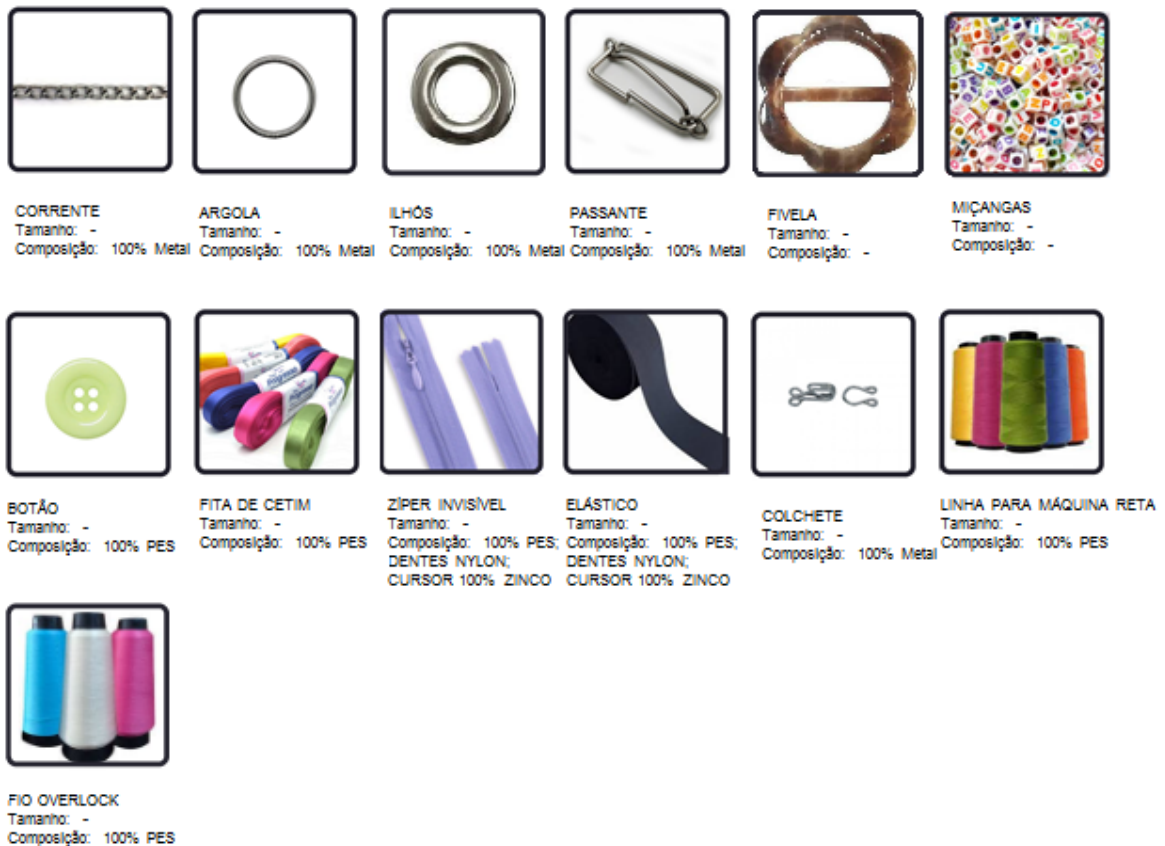 CORRENTE
Tamanho: -
Composição: 100% Metal
ARGOLA
Tamanho: -
Composição: 100% Metal
ILHÓS
Tamanho: -
Composição: 100% Metal
PASSANTE
Tamanho: -
Composição: 100% Metal
FIVELA
Tamanho: -
Composição: -
MIÇANGAS
Tamanho: -
Composição: -
BOTÃO
Tamanho: -
Composição: 100% PES
FITA DE CETIM
Tamanho: -
Composição: 100% PES
ZÍPER INVISÍVEL
Tamanho: -
Composição: 100% PES;
DENTES NYLON;
CURSOR 100% ZINCO
ELÁSTICO
Tamanho: -
Composição: 100% PES;
DENTES NYLON;
CURSOR 100% ZINCO
COLCHETE
Tamanho: -
Composição: 100% Metal
LINHA PARA MÁQUINA RETA
Tamanho: -
Composição: 100% PES
FIO OVERLOCK
Tamanho: -
Composição: 100% PES